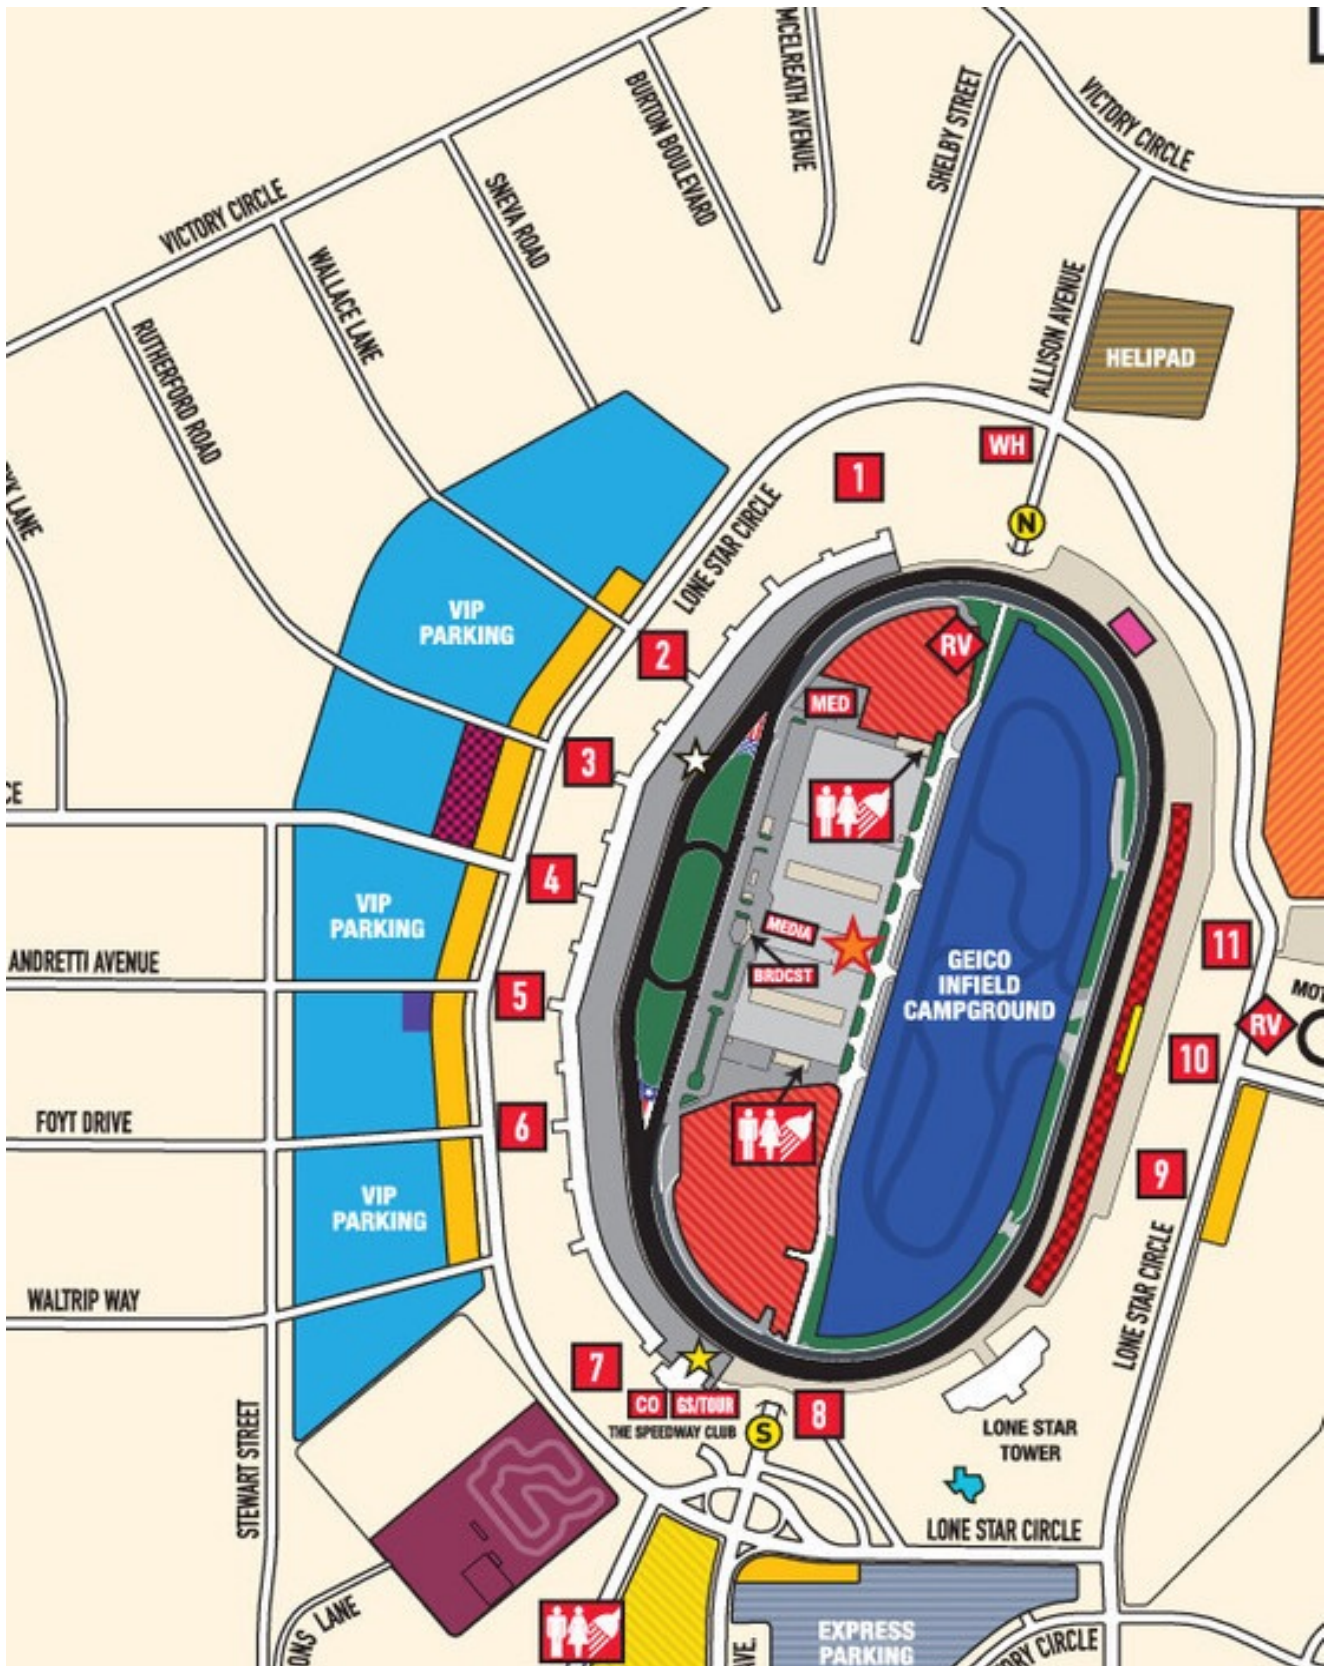 MCELREATH AVENUE
VICTORY CIRCLE
BURTON BOULEVARD
SHELBY STREET
SNEVA ROAD
VICTORY CIRCLE
WALLACE LANE
ALLISON AVENUE
RUTHERFORD ROAD
HELIPAD
WH
1
LANE
N
LONE STAR CIRCLE
VIP
PARKING
2
RV
MED
3
4
VIP
PARKING
MEDIA
11
ANDRETTI AVENUE
BRDCST
GEICO
INFIELD
CAMPGROUND
5
RV
10
FOYT DRIVE
6
9
VIP
PARKING
WALTRIP WAY
LONE STAR CIRCLE
7
CO
GS/TOUR
8
THE SPEEDWAY CLUB
S
LONE STAR
TOWER
STEWART STREET
LONE STAR CIRCLE
LANE
EXPRESS
PARKING
CIRCLE